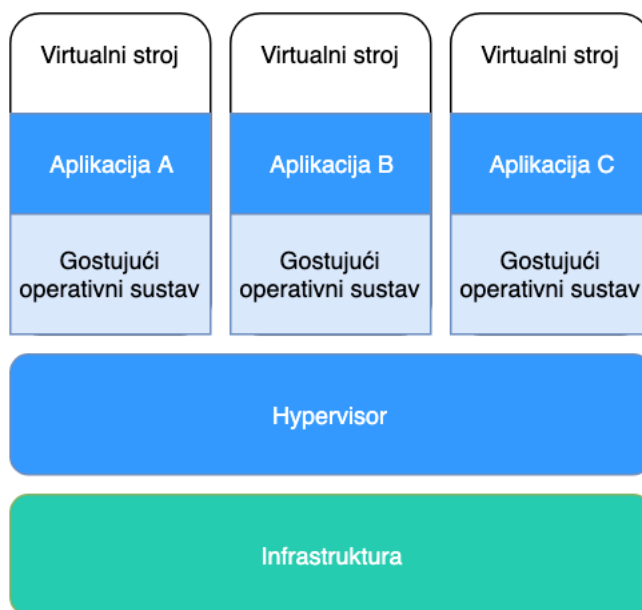 Virtualni stroj
Virtualni stroj
Virtualni stroj
Aplikacija A
Aplikacija B
Aplikacija C
Gostujući
operativni sustav
Gostujući
operativni sustav
Gostujući
operativni sustav
Hypervisor
Infrastruktura